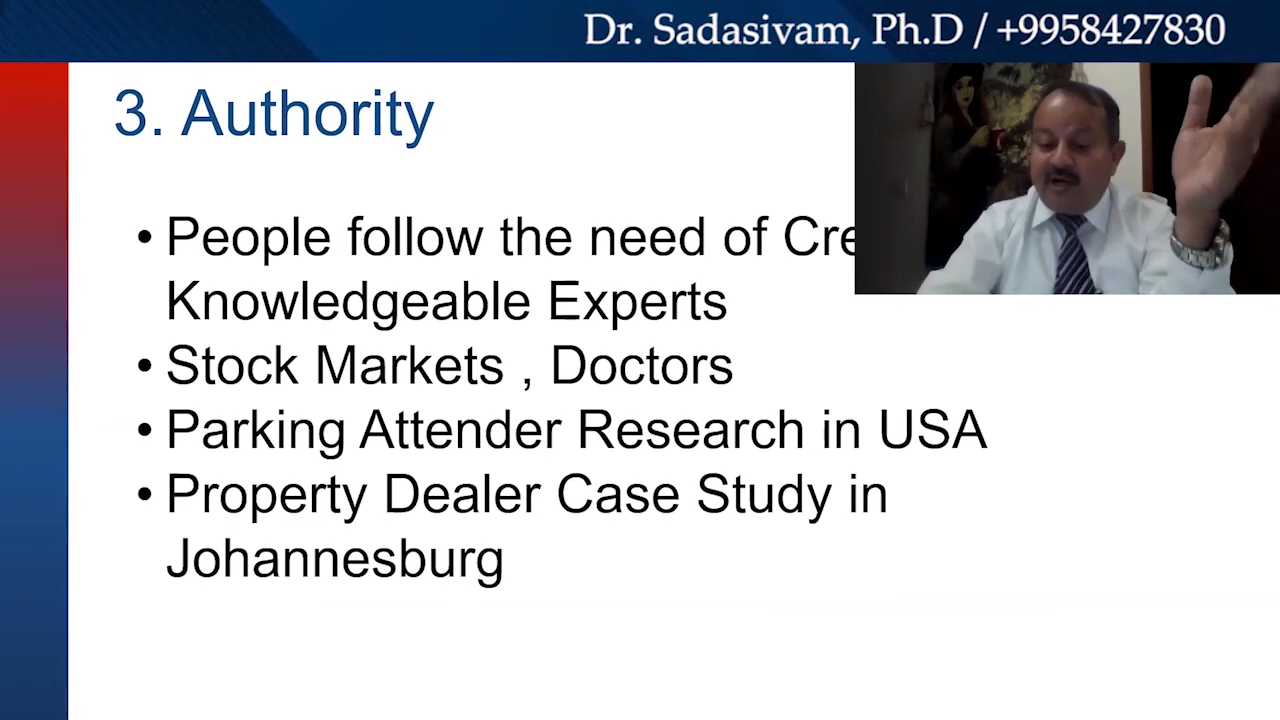 Dr. Sadasivam, Ph.D / +9958427830
3. Authority
• People follow the need of
Knowledgeable Experts
• Stock Markets , Doctors
• Parking Attender Research in USA
• Property Dealer Case Study in
Johannesburg